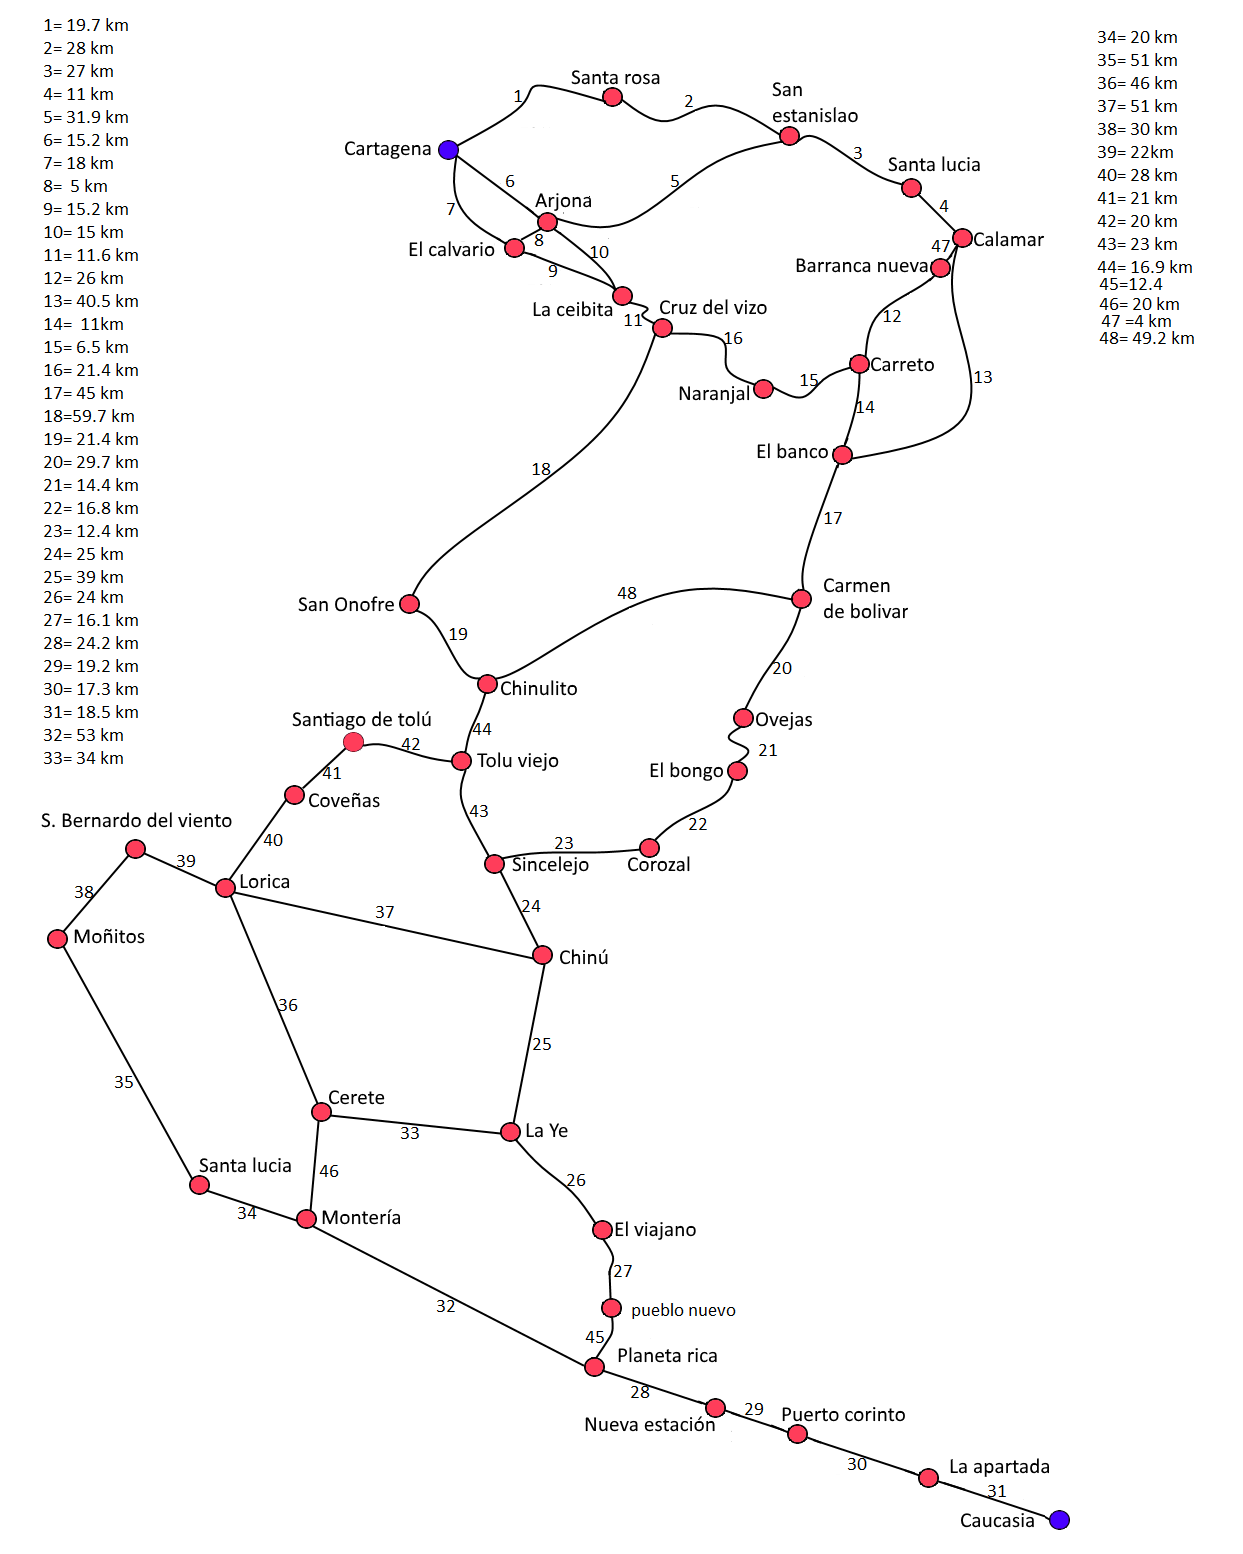 1= 19.7 km
2= 28 km
3= 27 km
4= 11 km
5= 31.9 km
6= 15.2 km
7= 18 km
8=  5 km
9= 15.2 km
10= 15 km
11= 11.6 km
12= 26 km
13= 40.5 km
14=  11km
15= 6.5 km
16= 21.4 km
17= 45 km
18=59.7 km
19= 21.4 km
20= 29.7 km
21= 14.4 km
22= 16.8 km
23= 12.4 km
24= 25 km
25= 39 km
26= 24 km
27= 16.1 km
28= 24.2 km
29= 19.2 km
30= 17.3 km
31= 18.5 km
32= 53 km
33= 34 km
34= 20 km
35= 51 km
36= 46 km
37= 51 km
38= 30 km
39= 22km
40= 28 km
41= 21 km
42= 20 km
43= 23 km
44= 16.9 km
45=12.4
46= 20 km
47 =4 km
48= 49.2 km
Santa rosa
1
2
San
estanislao
Cartagena
3
Santa lucia
6
5
Arjona
4
7
8
El calvario
10
9
47
Calamar
Barranca nueva
La ceibita
11
Cruz del vizo
12
16
Carreto
13
Naranjal
15
14
El banco
18
17
San Onofre
48
Carmen
de bolivar
19
20
Chinulito
Santiago de tolú
44
Ovejas
42
Tolu viejo
21
El bongo
41
Coveñas
43
22
S. Bernardo del viento
40
23
39
Sincelejo
Corozal
38
Lorica
37
24
Moñitos
Chinú
36
25
35
Cerete
33
La Ye
Santa lucia
46
26
34
Montería
El viajano
27
32
pueblo nuevo
45
Planeta rica
28
29
Nueva estación
Puerto corinto
30
La apartada
31
Caucasia